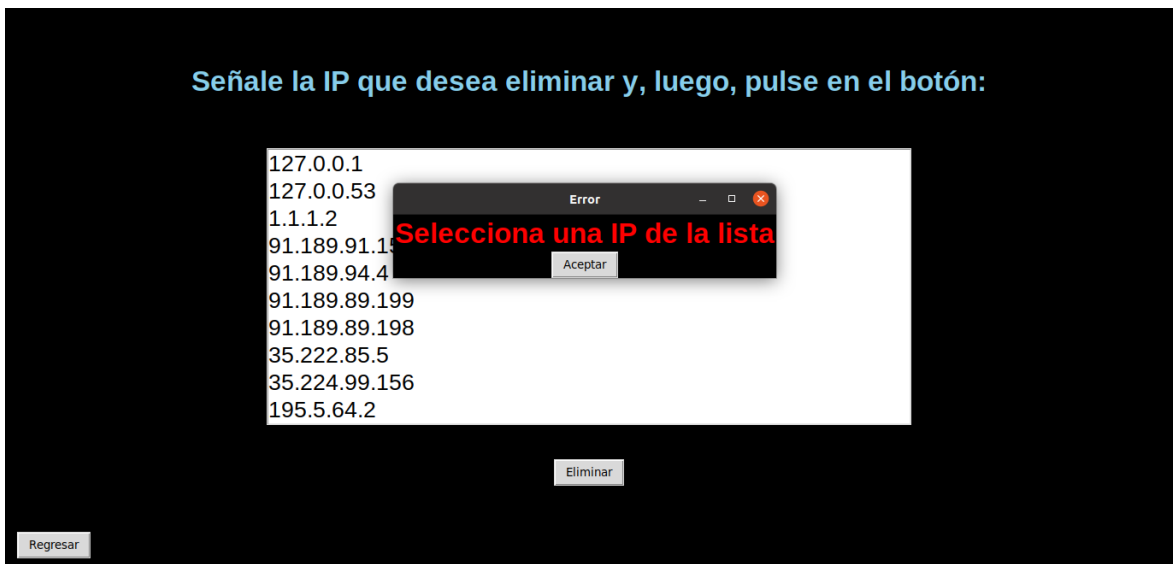 Señale la IP que desea eliminar y, luego, pulse en el botón:
127.0.0.1
127.0.0.53
1.1.1.2
91.189.91.15
91.189.94.4
91.189.89.199
91.189.89.198
35.222.85.5
35.224.99.156
195.5.64.2
Error
Selecciona una IP de la lista
Aceptar
Eliminar
Regresar